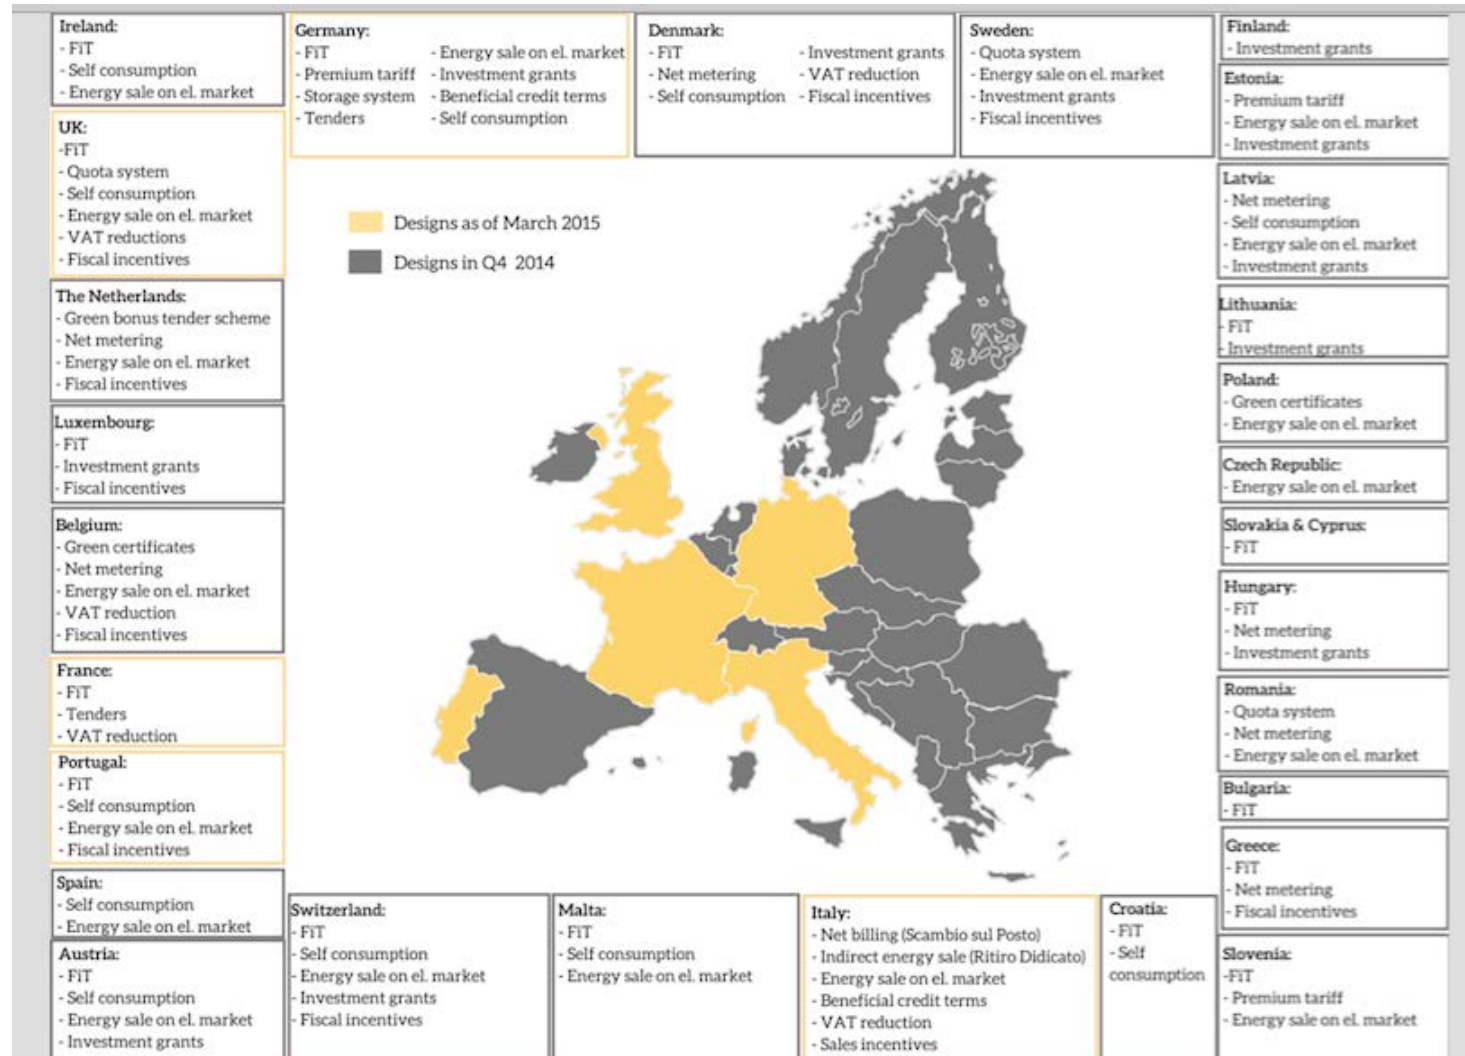 Ireland:
- FiT
- Self consumption
- Energy sale on el. market
UK:
-FiT
- Quota system
- Self consumption
- Energy sale on el. market
- VAT reductions
- Fiscal incentives
The Netherlands:
- Green bonus tender scheme
- Net metering
- Energy sale on el. market
- Fiscal incentives
Luxembourg:
- FiT
- Investment grants
- Fiscal incentives
Belgium:
- Green certificates
- Net metering
- Energy sale on el. market
- VAT reduction
- Fiscal incentives
France:
- FiT
- Tenders
- VAT reduction
Portugal:
- FiT
- Self consumption
- Energy sale on el. market
- Fiscal incentives
Spain:
- Self consumption
- Energy sale on el. market
Austria:
- FiT
- Self consumption
- Energy sale on el. market
- Investment grants
Germany:
- FiT
- Premium tariff
- Storage system
- Tenders
- Energy sale on el. market
- Investment grants
- Beneficial credit terms
- Self consumption
Denmark:
- FiT
- Net metering
- Self consumption
- Investment grants
- VAT reduction
- Fiscal incentives
Sweden:
- Quota system
- Energy sale on el. market
- Investment grants
- Fiscal incentives
Designs as of March 2015
Designs in Q4 2014
Switzerland:
- FiT
- Self consumption
- Energy sale on el. market
- Investment grants
- Fiscal incentives
Malta:
- FiT
- Self consumption
- Energy sale on el. market
Italy:
- Net billing (Scambio sul Posto)
- Indirect energy sale (Ritiro Didicato)
- Energy sale on el. market
- Beneficial credit terms
- VAT reduction
- Sales incentives
Croatia:
- FiT
- Self
consumption
Finland:
- Investment grants
Estonia:
- Premium tariff
- Energy sale on el. market
- Investment grants
Latvia:
- Net metering
- Self consumption
- Energy sale on el. market
- Investment grants
Lithuania:
- FiT
- Investment grants
Poland:
- Green certificates
- Energy sale on el. market
Czech Republic:
- Energy sale on el. market
Slovakia & Cyprus:
- FiT
Hungary:
- FiT
- Net metering
- Investment grants
Romania:
- Quota system
- Net metering
- Energy sale on el. market
Bulgaria:
- FiT
Greece:
- FiT
- Net metering
- Fiscal incentives
Slovenia:
-FiT
- Premium tariff
- Energy sale on el. market